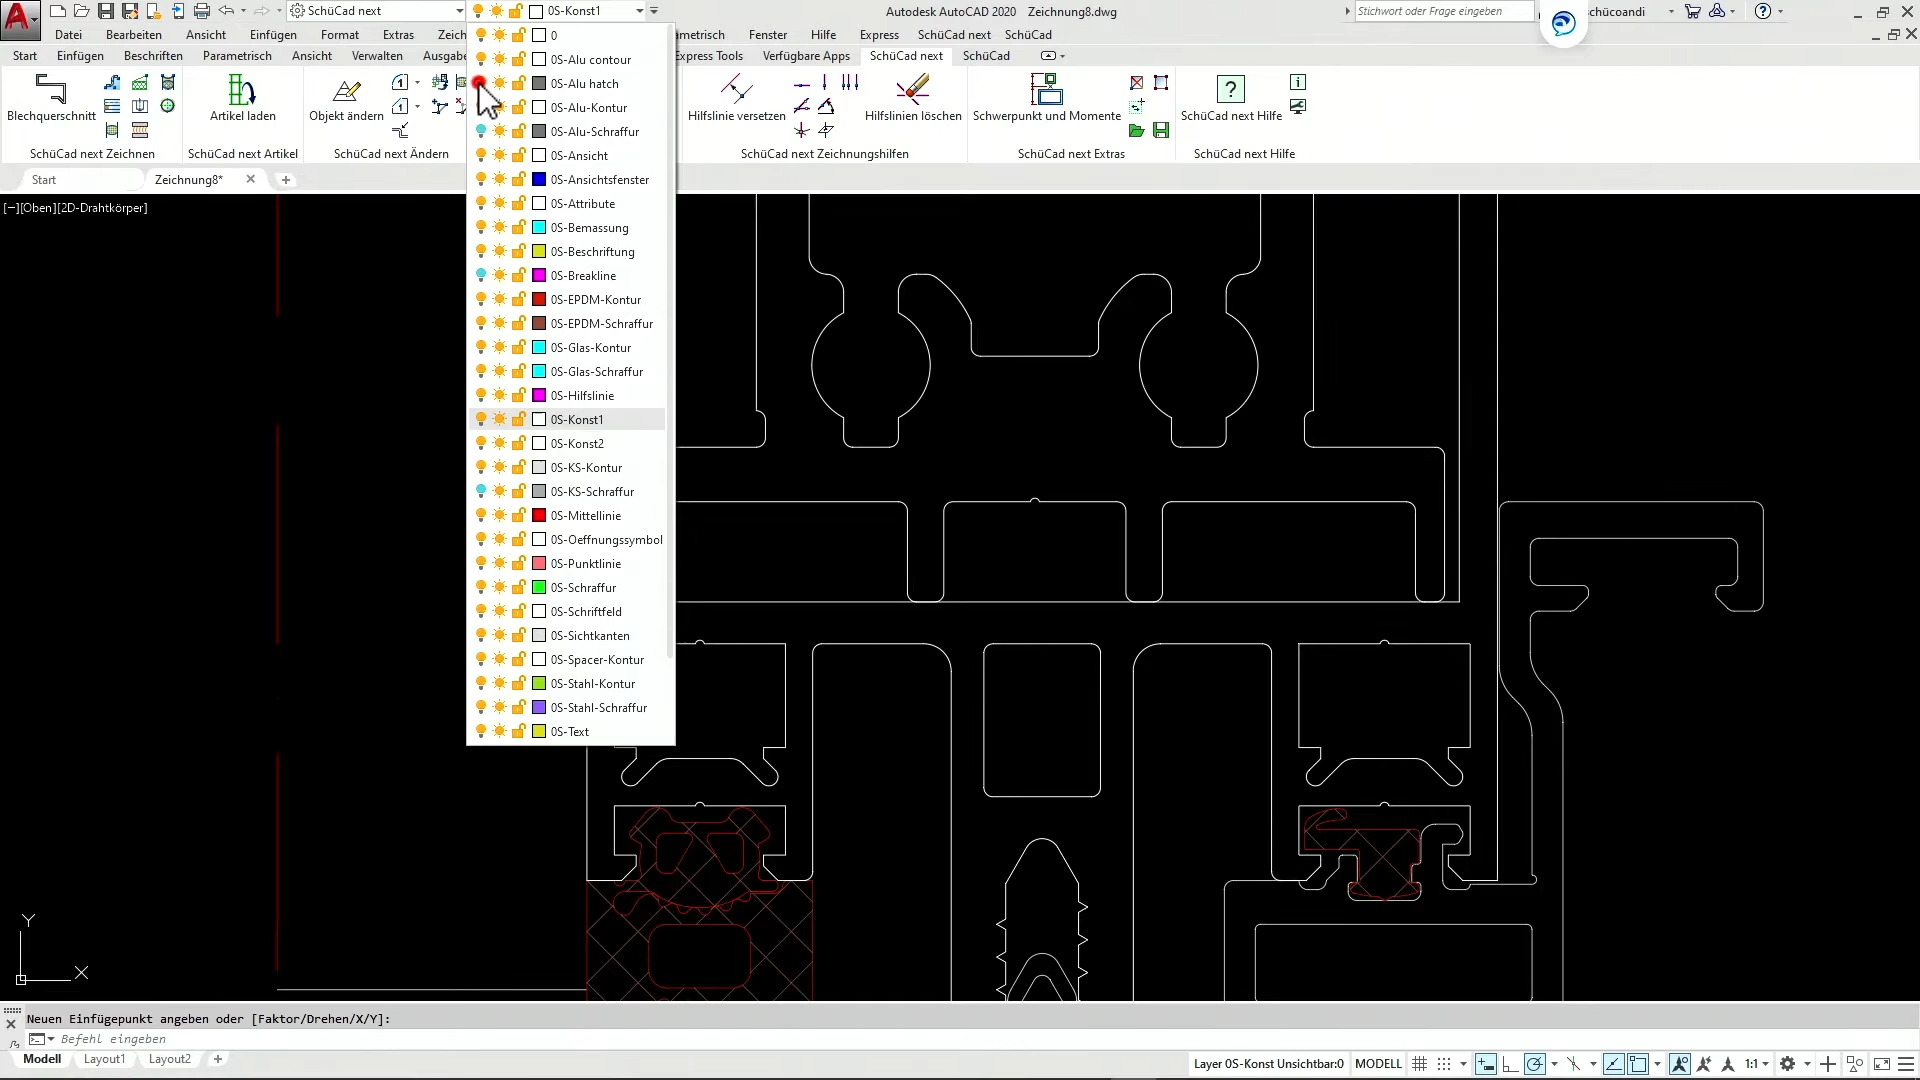 SchüCad next
0S-Konst1
Autodesk AutoCAD 2020 Zeichnung8.dwg
Stichwort oder Frage eingeben
schücoandi
Datei Bearbeiten Ansicht Einfügen Format Extras Zeich
Fenster Hilfe Express SchüCad next SchüCad
Start Einfügen Beschriften Parametrisch Ansicht Verwalten Ausgabe
Express Tools Verfügbare Apps SchüCad next SchüCad
Blechquerschnitt
Artikel laden
Objekt ändern
Hilfslinie versetzen
Hilfslinien löschen
Schwerpunkt und Momente
SchüCad next Hilfe
SchüCad next Zeichnen
SchüCad next Artikel
SchüCad next Ändern
SchüCad next Zeichnungshilfen
SchüCad next Extras
SchüCad next Hilfe
Start
Zeichnung8*
[−][Oben][2D-Drahtkörper]
0
0S-Alu contour
0S-Alu hatch
0S-Alu-Kontur
0S-Alu-Schraffur
0S-Ansicht
0S-Ansichtsfenster
0S-Attribute
0S-Bemassung
0S-Beschriftung
0S-Breakline
0S-EPDM-Kontur
0S-EPDM-Schraffur
0S-Glas-Kontur
0S-Glas-Schraffur
0S-Hilfslinie
0S-Konst1
0S-Konst2
0S-KS-Kontur
0S-KS-Schraffur
0S-Mittellinie
0S-Oeffnungssymbol
0S-Punktlinie
0S-Schraffur
0S-Schriftfeld
0S-Sichtkanten
0S-Spacer-Kontur
0S-Stahl-Kontur
0S-Stahl-Schraffur
0S-Text
Y
X
Neuen Einfügepunkt angeben oder [Faktor/Drehen/X/Y]:
Befehl eingeben
Modell Layout1 Layout2
Layer 0S-Konst Unsichtbar:0 MODELL 1:1